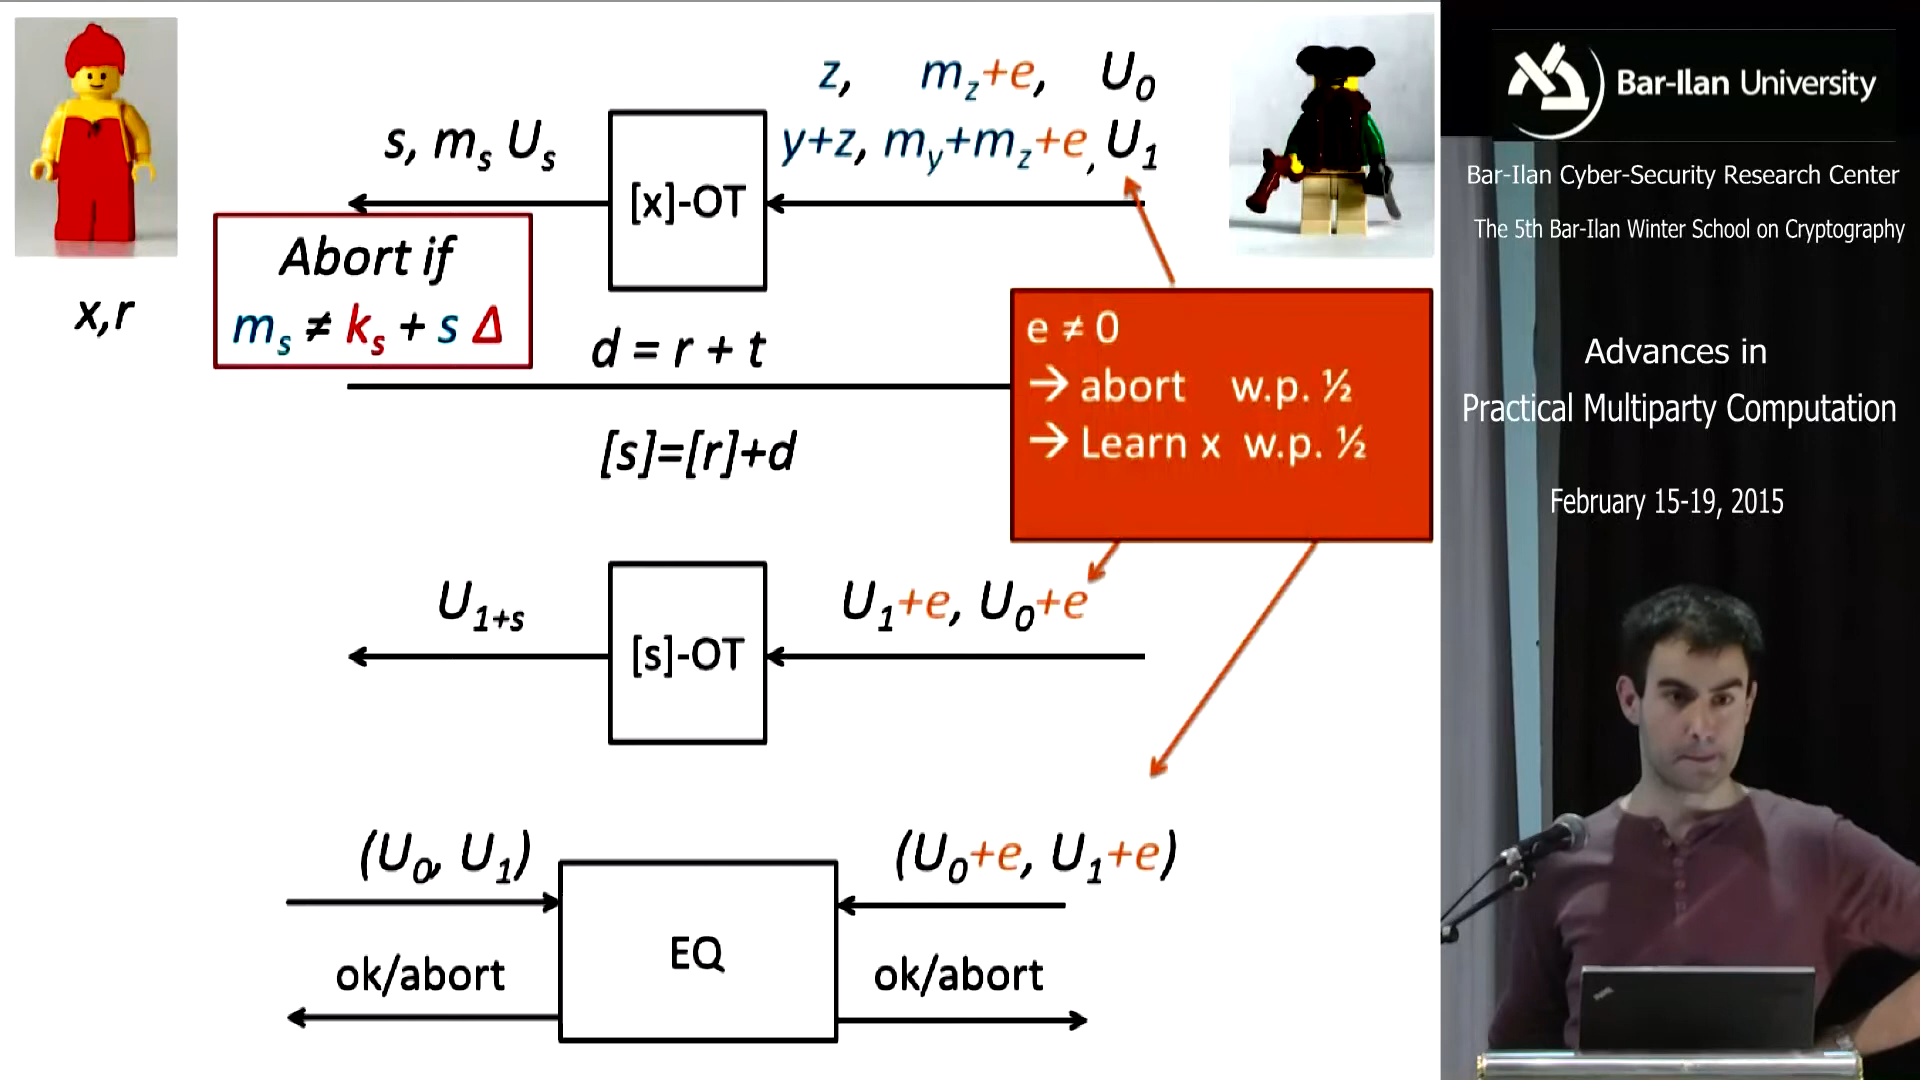 z, m_z+e, U_0
s, m_s U_s
y+z, m_y+m_z+e, U_1
[x]-OT
Abort if
m_s ≠ k_s + s Δ
x,r
d = r + t
e ≠ 0
→ abort w.p. ½
→ Learn x w.p. ½
[s]=[r]+d
U_{1+s}
[s]-OT
U_1+e, U_0+e
(U_0, U_1)
(U_0+e, U_1+e)
EQ
ok/abort
ok/abort
Bar-Ilan University
Bar-Ilan Cyber-Security Research Center
The 5th Bar-Ilan Winter School on Cryptography
Advances in
Practical Multiparty Computation
February 15-19, 2015